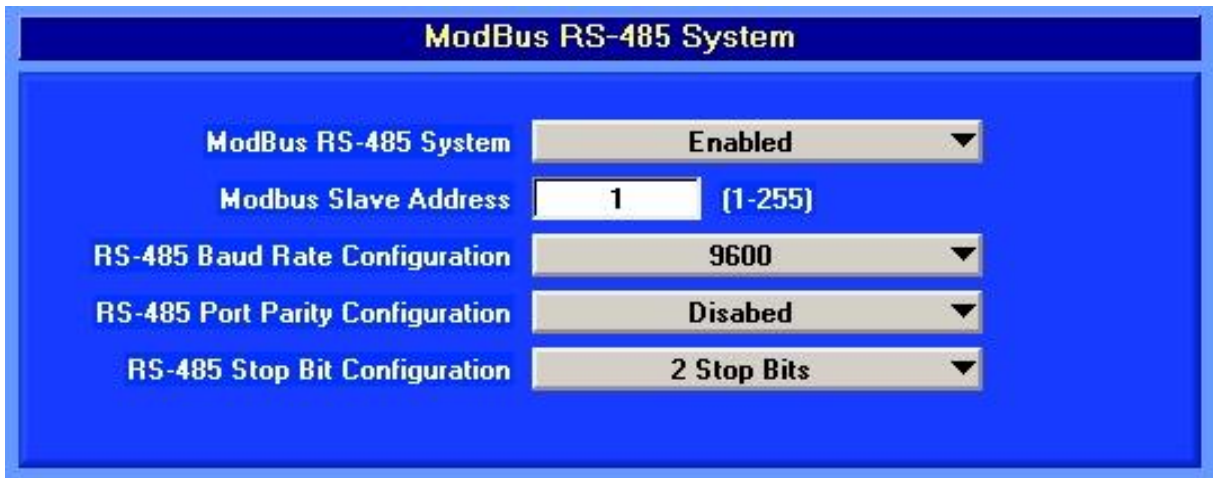 ModBus RS-485 System
ModBus RS-485 System Enabled
Modbus Slave Address 1 (1-255)
RS-485 Baud Rate Configuration 9600
RS-485 Port Parity Configuration Disabed
RS-485 Stop Bit Configuration 2 Stop Bits